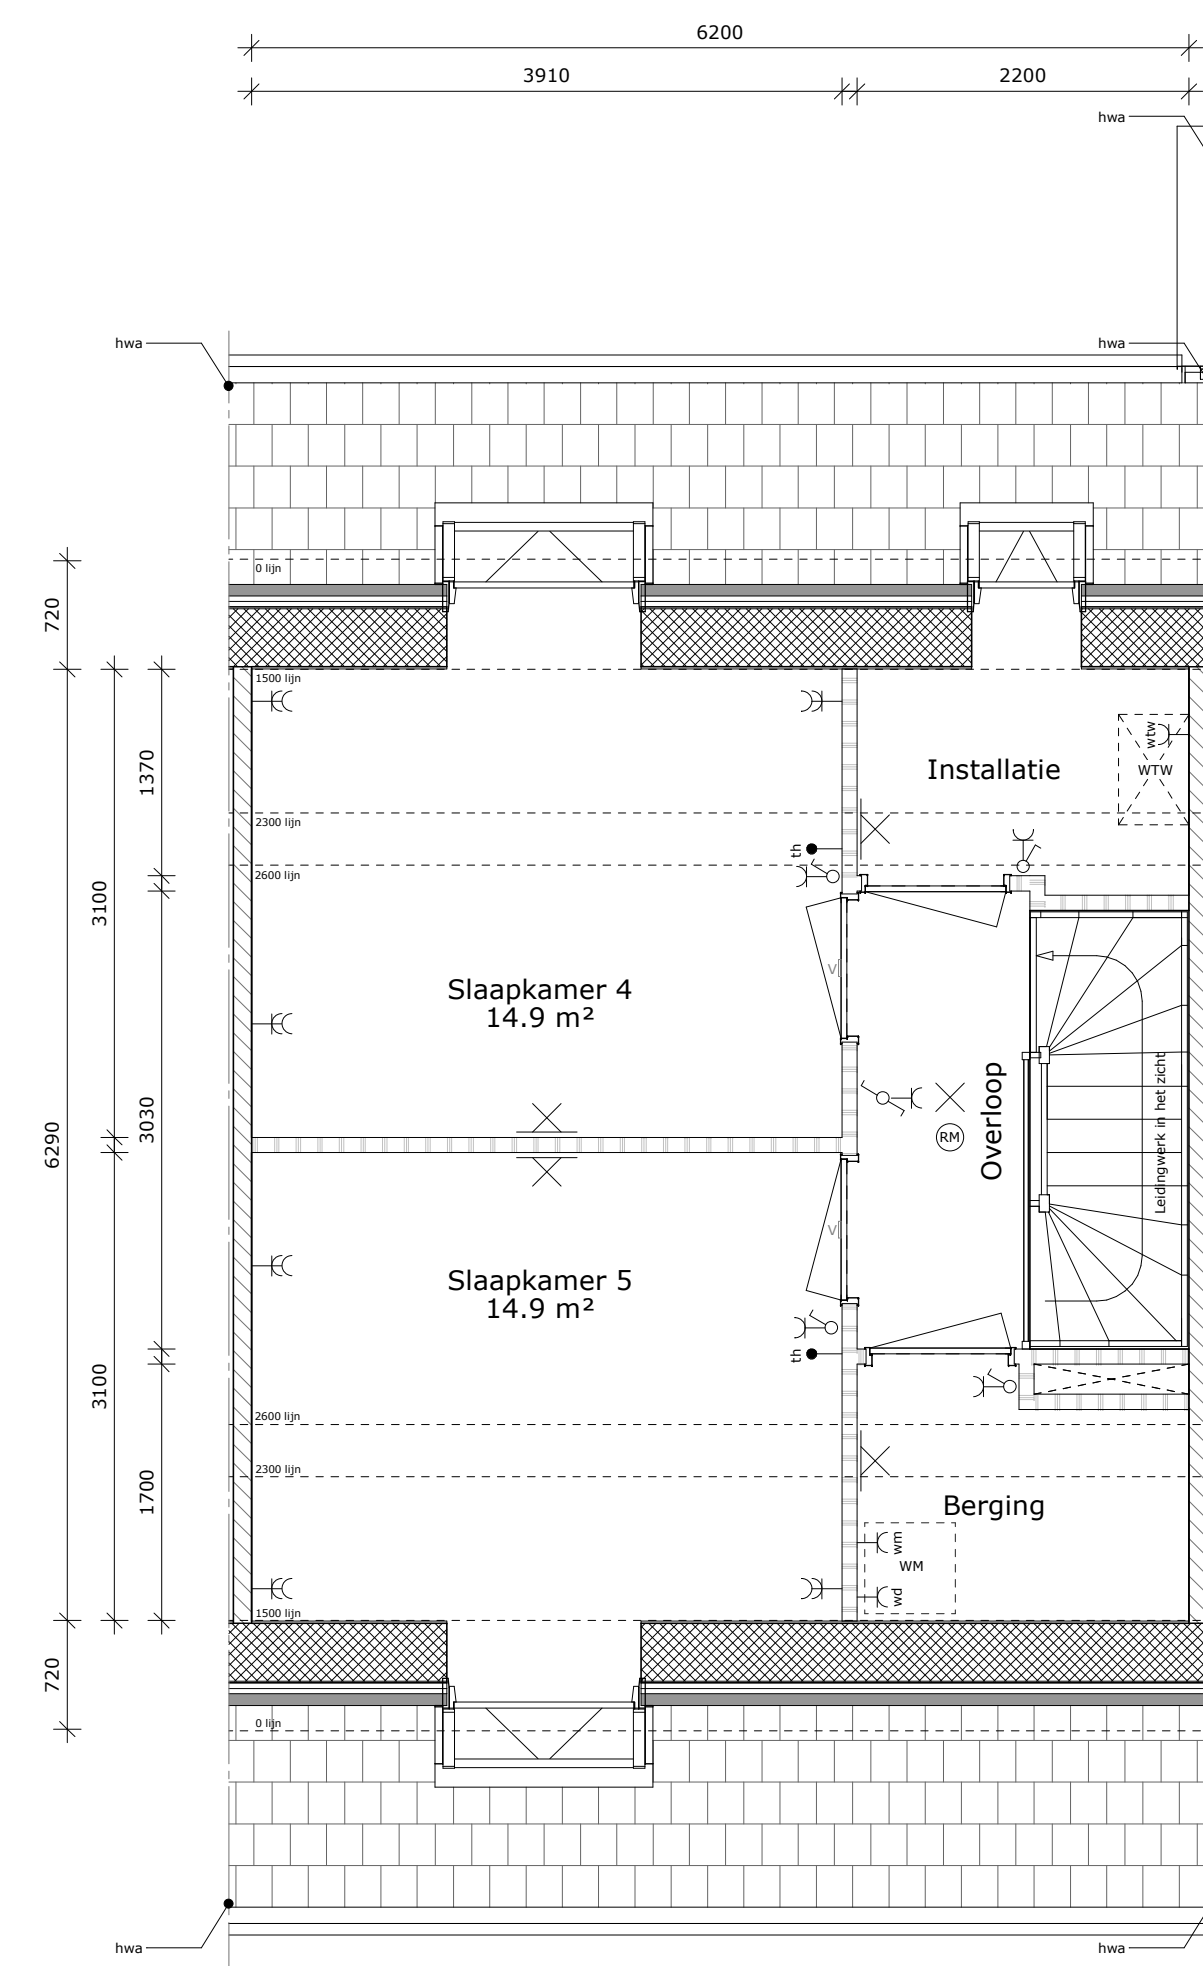 6200
3910
2200
hwa
hwa
hwa
0 lijn
720
1500 lijn
1370
wtw
WTW
Installatie
2300 lijn
th
2600 lijn
3100
V
Slaapkamer 4
14.9 m²
Overloop
Leidingwerk in het zicht
3030
6290
RM
V
Slaapkamer 5
14.9 m²
th
3100
2600 lijn
2300 lijn
1700
Berging
wm
WM
wd
1500 lijn
720
0 lijn
hwa
hwa